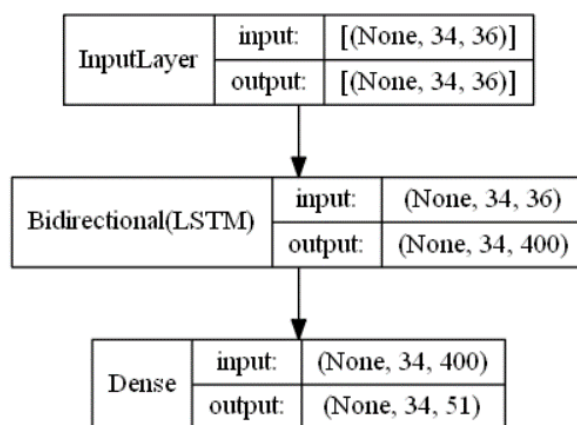 InputLayer
input: [(None, 34, 36)]
output: [(None, 34, 36)]
Bidirectional(LSTM)
input: (None, 34, 36)
output: (None, 34, 400)
Dense
input: (None, 34, 400)
output: (None, 34, 51)